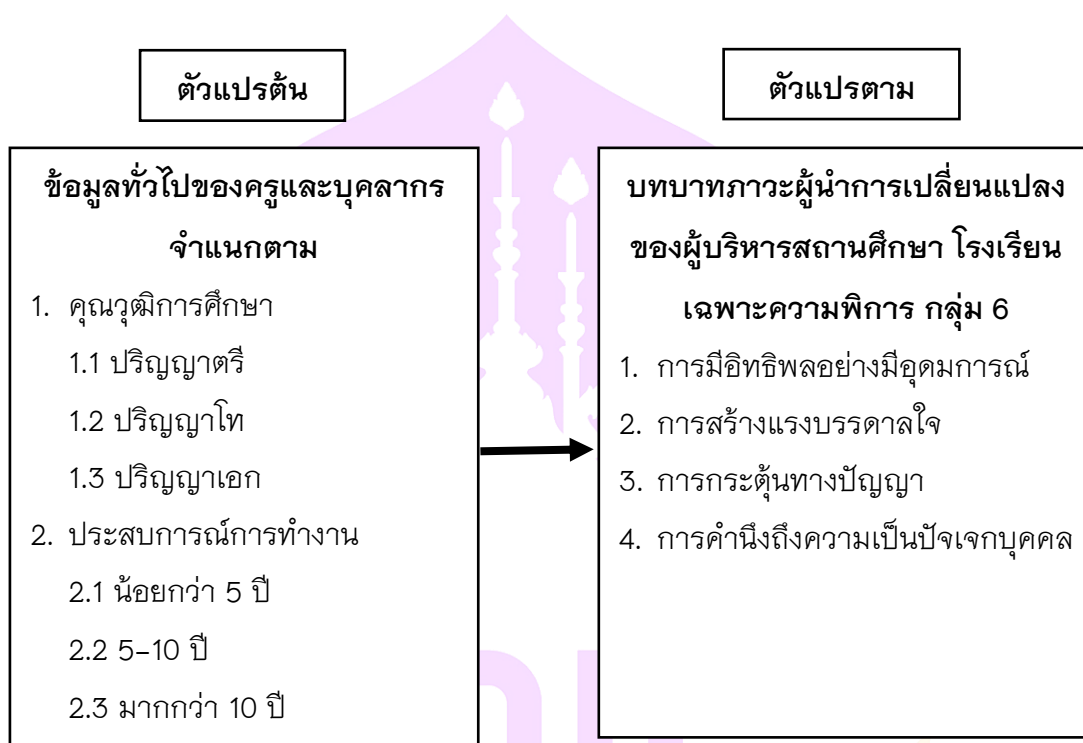 ตัวแปรต้น
ข้อมูลทั่วไปของครูและบุคลากร
จำแนกตาม
1. คุณวุฒิการศึกษา
1.1 ปริญญาตรี
1.2 ปริญญาโท
1.3 ปริญญาเอก
2. ประสบการณ์การทำงาน
2.1 น้อยกว่า 5 ปี
2.2 5–10 ปี
2.3 มากกว่า 10 ปี
ตัวแปรตาม
บทบาทภาวะผู้นำการเปลี่ยนแปลง
ของผู้บริหารสถานศึกษา โรงเรียน
เฉพาะความพิการ กลุ่ม 6
1. การมีอิทธิพลอย่างมีอุดมการณ์
2. การสร้างแรงบรรดาลใจ
3. การกระตุ้นทางปัญญา
4. การคำนึงถึงความเป็นปัจเจกบุคคล